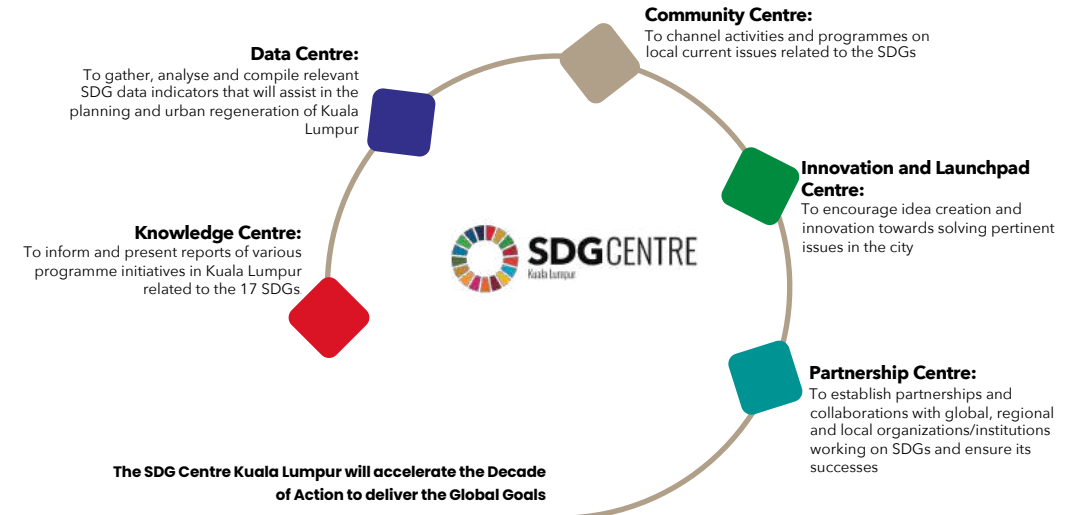 Community Centre:
To channel activities and programmes on
local current issues related to the SDGs
Data Centre:
To gather, analyse and compile relevant
SDG data indicators that will assist in the
planning and urban regeneration of Kuala
Lumpur
Innovation and Launchpad
Centre:
To encourage idea creation and
innovation towards solving pertinent
issues in the city
Knowledge Centre:
To inform and present reports of various
programme initiatives in Kuala Lumpur
related to the 17 SDGs
SDGCENTRE
Kuala Lumpur
Partnership Centre:
To establish partnerships and
collaborations with global, regional
and local organizations/institutions
working on SDGs and ensure its
successes
The SDG Centre Kuala Lumpur will accelerate the Decade
of Action to deliver the Global Goals